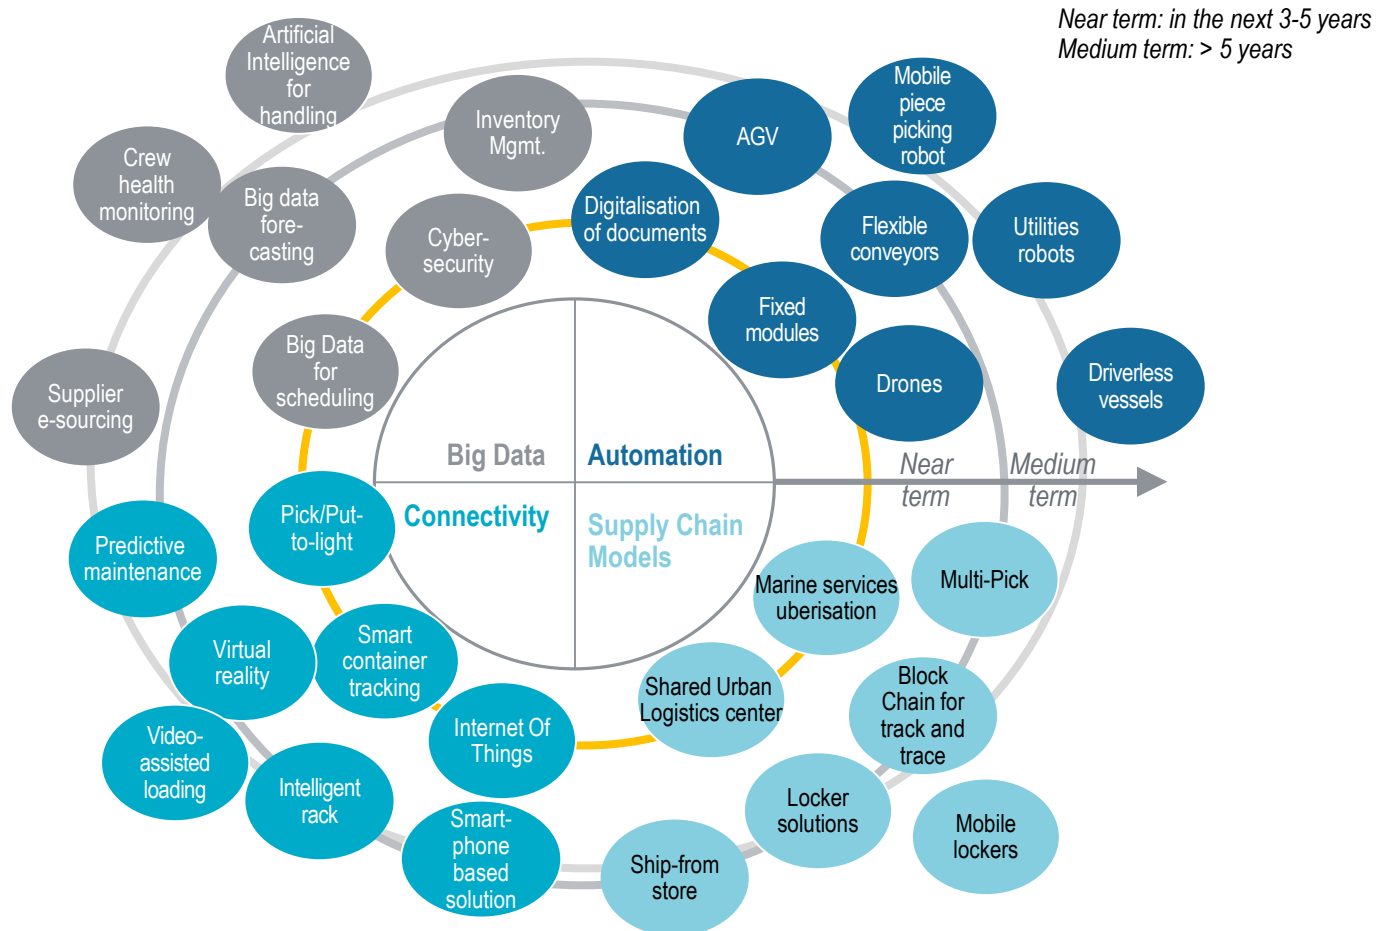 Near term: in the next 3-5 years
Medium term: > 5 years
Artificial
Intelligence
for
handling
Inventory
Mgmt.
AGV
Mobile
piece
picking
robot
Crew
health
monitoring
Big data
fore-
casting
Cyber-
security
Digitalisation
of documents
Flexible
conveyors
Utilities
robots
Fixed
modules
Big Data
for
scheduling
Supplier
e-sourcing
Drones
Driverless
vessels
Big Data
Automation
Near
term
Medium
term
Connectivity
Supply Chain
Models
Pick/Put-
to-light
Predictive
maintenance
Marine services
uberisation
Multi-Pick
Virtual
reality
Smart
container
tracking
Shared Urban
Logistics center
Block
Chain for
track and
trace
Internet Of
Things
Video-
assisted
loading
Intelligent
rack
Smart-
phone
based
solution
Ship-from
store
Locker
solutions
Mobile
lockers